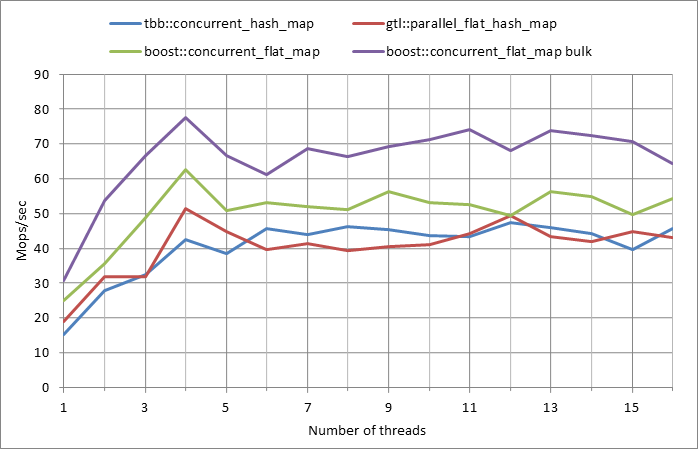 tbb::concurrent_hash_map gtl::parallel_flat_hash_map
boost::concurrent_flat_map boost::concurrent_flat_map bulk
90
80
70
60
50
40
30
20
10
0
Mops/sec
1 3 5 7 9 11 13 15
Number of threads